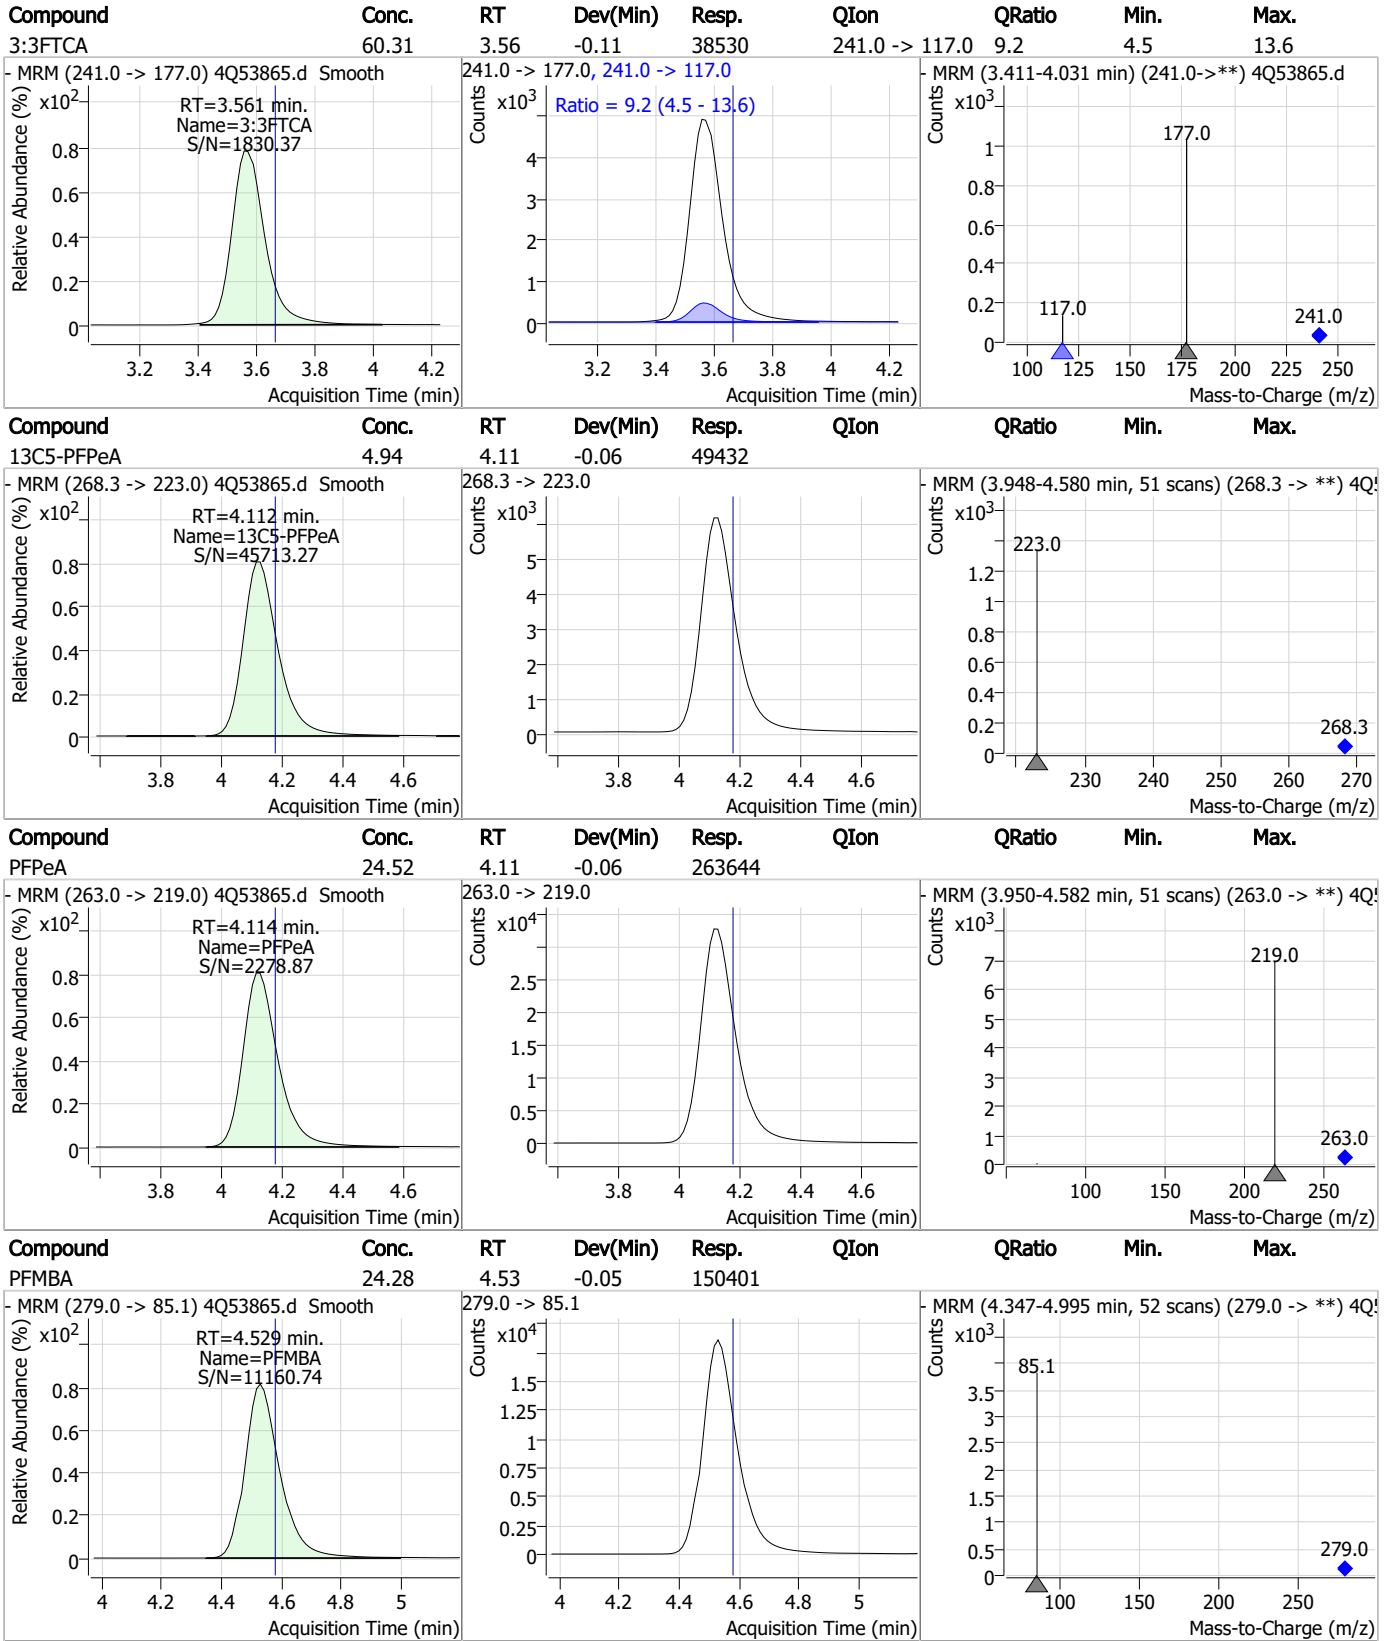 Compound Conc. RT Dev(Min) Resp. QIon QRatio Min. Max.
3:3FTCA 60.31 3.56 -0.11 38530 241.0 -> 117.0 9.2 4.5 13.6
- MRM (241.0 -> 177.0) 4Q53865.d Smooth
Relative Abundance (%)
x10²
RT=3.561 min.
Name=3:3FTCA
S/N=1830.37
0.8
0.6
0.4
0.2
0
3.2 3.4 3.6 3.8 4 4.2
Acquisition Time (min)
241.0 -> 177.0, 241.0 -> 117.0
Counts
x10³
Ratio = 9.2 (4.5 - 13.6)
4
3
2
1
0
3.2 3.4 3.6 3.8 4 4.2
Acquisition Time (min)
- MRM (3.411-4.031 min) (241.0->**) 4Q53865.d
Counts
x10³
177.0
1
0.8
0.6
0.4
0.2
0
117.0
241.0
100 125 150 175 200 225 250
Mass-to-Charge (m/z)
Compound Conc. RT Dev(Min) Resp. QIon QRatio Min. Max.
13C5-PFPeA 4.94 4.11 -0.06 49432
- MRM (268.3 -> 223.0) 4Q53865.d Smooth
Relative Abundance (%)
x10²
RT=4.112 min.
Name=13C5-PFPeA
S/N=45713.27
0.8
0.6
0.4
0.2
0
3.8 4 4.2 4.4 4.6
Acquisition Time (min)
268.3 -> 223.0
Counts
x10³
5
4
3
2
1
0
3.8 4 4.2 4.4 4.6
Acquisition Time (min)
- MRM (3.948-4.580 min, 51 scans) (268.3 -> **) 4Q5
Counts
x10³
223.0
1.2
1
0.8
0.6
0.4
0.2
0
268.3
230 240 250 260 270
Mass-to-Charge (m/z)
Compound Conc. RT Dev(Min) Resp. QIon QRatio Min. Max.
PFPeA 24.52 4.11 -0.06 263644
- MRM (263.0 -> 219.0) 4Q53865.d Smooth
Relative Abundance (%)
x10²
RT=4.114 min.
Name=PFPeA
S/N=2278.87
0.8
0.6
0.4
0.2
0
3.8 4 4.2 4.4 4.6
Acquisition Time (min)
263.0 -> 219.0
Counts
x10⁴
2.5
2
1.5
1
0.5
0
3.8 4 4.2 4.4 4.6
Acquisition Time (min)
- MRM (3.950-4.582 min, 51 scans) (263.0 -> **) 4Q5
Counts
x10³
219.0
7
6
5
4
3
2
1
0
263.0
100 150 200 250
Mass-to-Charge (m/z)
Compound Conc. RT Dev(Min) Resp. QIon QRatio Min. Max.
PFMBA 24.28 4.53 -0.05 150401
- MRM (279.0 -> 85.1) 4Q53865.d Smooth
Relative Abundance (%)
x10²
RT=4.529 min.
Name=PFMBA
S/N=11160.74
0.8
0.6
0.4
0.2
0
4 4.2 4.4 4.6 4.8 5
Acquisition Time (min)
279.0 -> 85.1
Counts
x10⁴
1.5
1.25
1
0.75
0.5
0.25
0
4 4.2 4.4 4.6 4.8 5
Acquisition Time (min)
- MRM (4.347-4.995 min, 52 scans) (279.0 -> **) 4Q5
Counts
x10³
85.1
3.5
3
2.5
2
1.5
1
0.5
0
279.0
100 150 200 250
Mass-to-Charge (m/z)